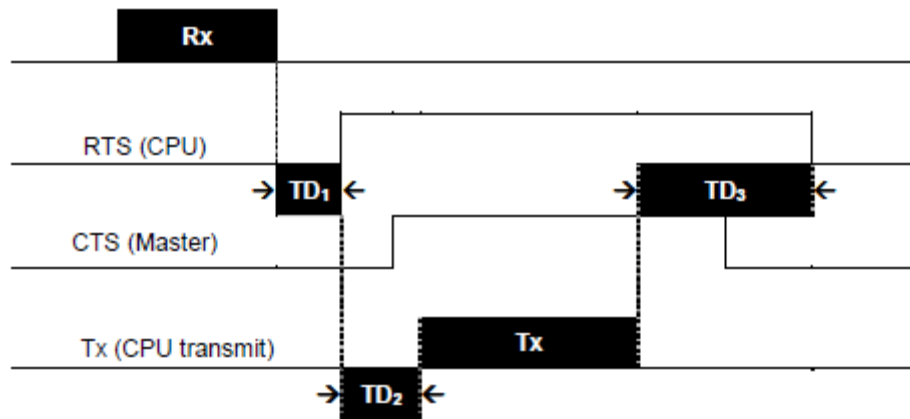 Rx
RTS (CPU)
→ TD₁ ←
→ TD₃ ←
CTS (Master)
Tx (CPU transmit)
Tx
→ TD₂ ←